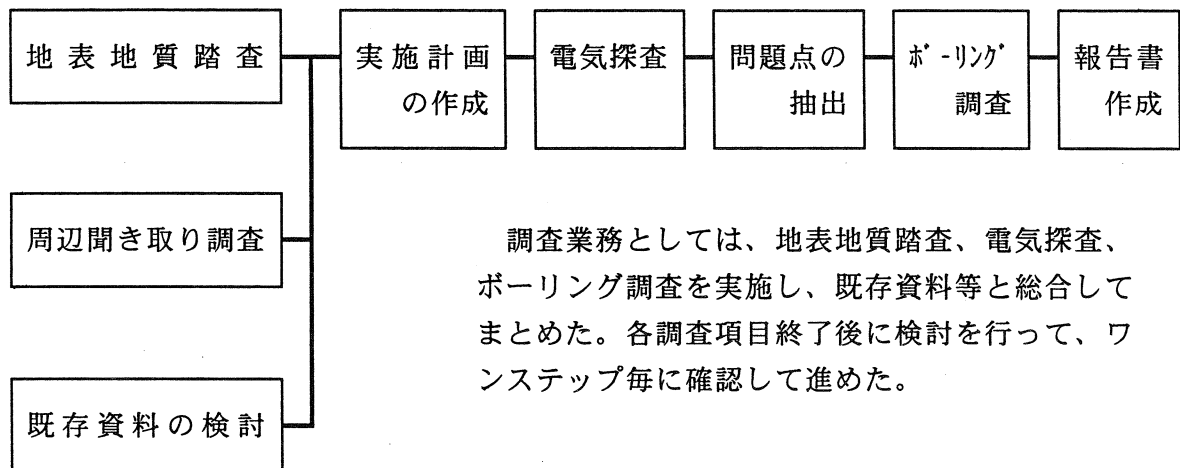 地表地質踏査
実施計画
の作成
電気探査
問題点の
抽出
ボーリング
調査
報告書
作成
周辺聞き取り調査
既存資料の検討
調査業務としては、地表地質踏査、電気探査、
ボーリング調査を実施し、既存資料等と総合して
まとめた。各調査項目終了後に検討を行って、ワ
ンステップ毎に確認して進めた。